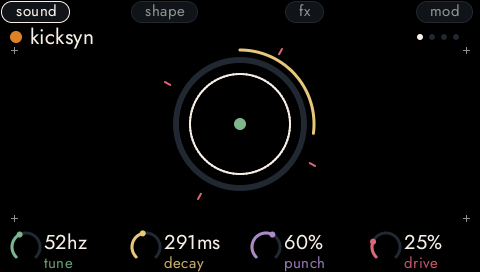 sound
shape
fx
mod
kicksyn
52hz
291ms
60%
25%
tune
decay
punch
drive